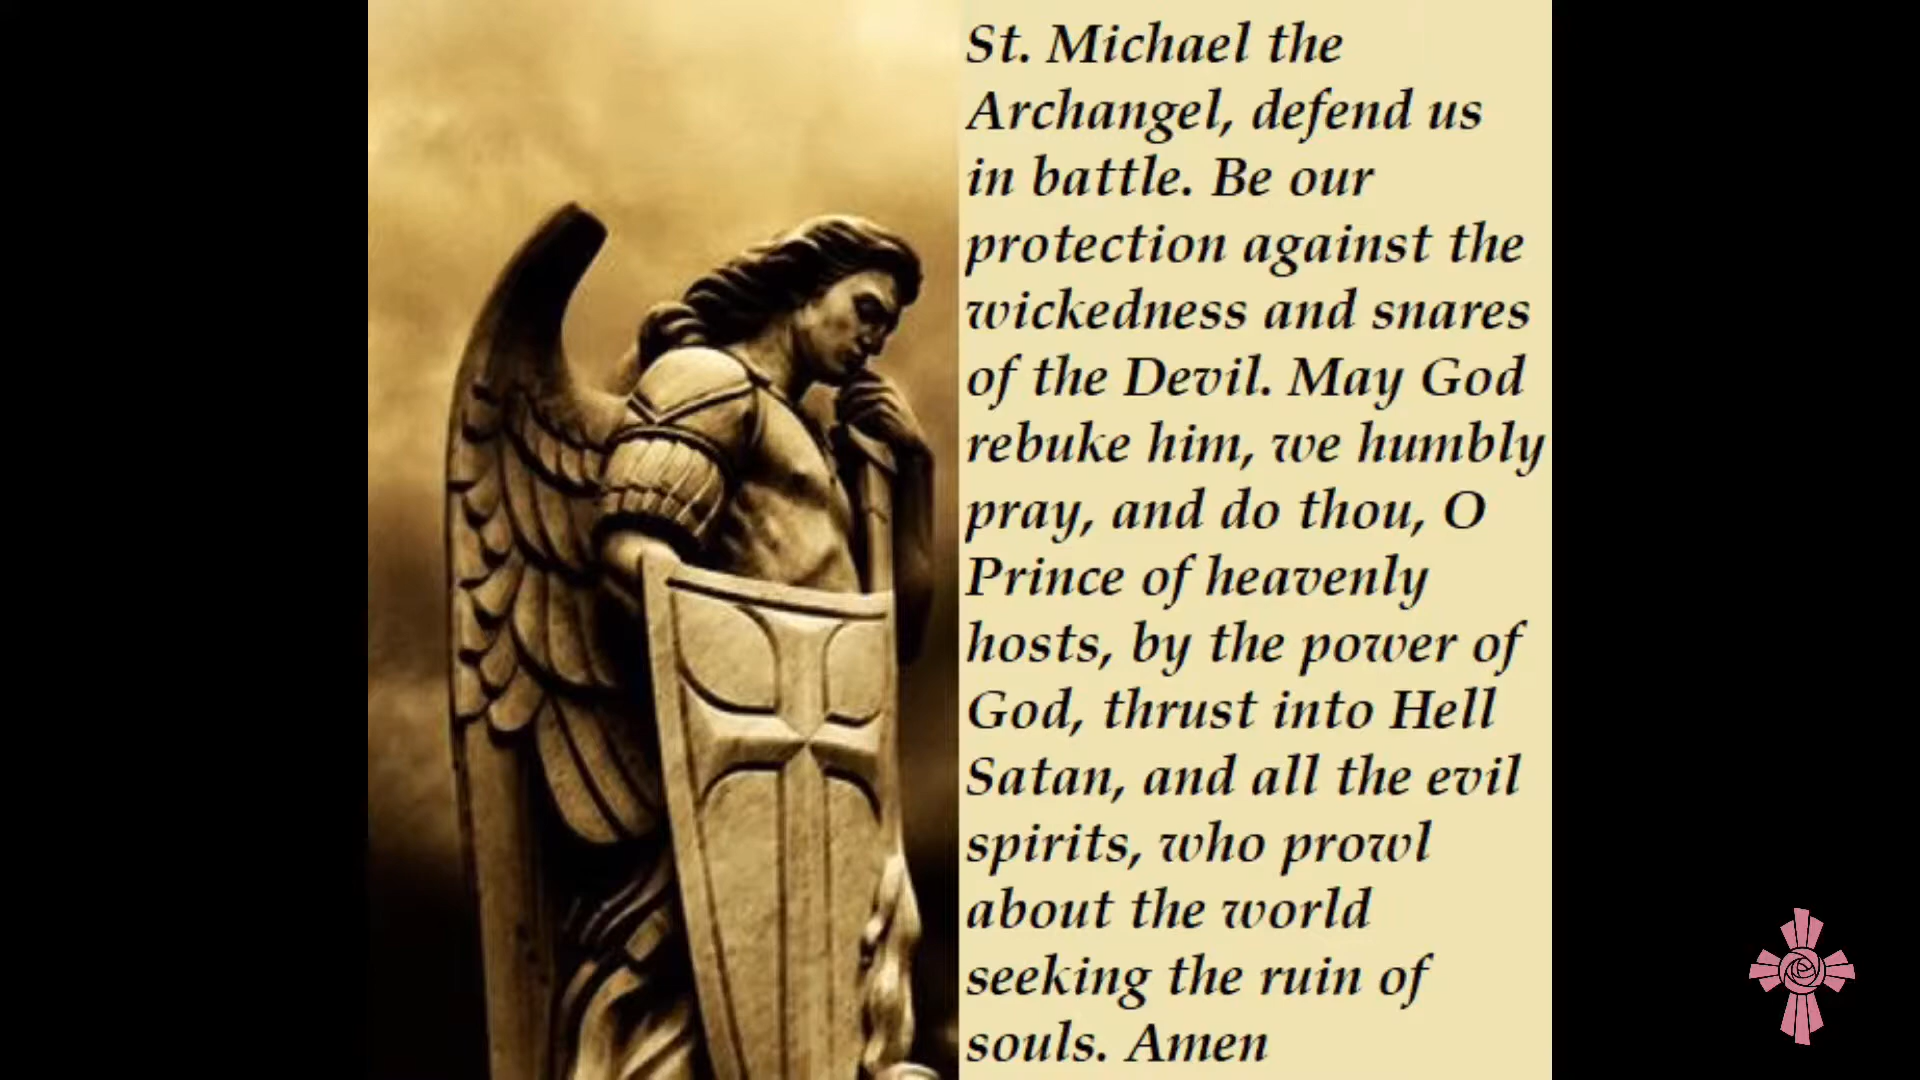 St. Michael the
Archangel, defend us
in battle. Be our
protection against the
wickedness and snares
of the Devil. May God
rebuke him, we humbly
pray, and do thou, O
Prince of heavenly
hosts, by the power of
God, thrust into Hell
Satan, and all the evil
spirits, who prowl
about the world
seeking the ruin of
souls. Amen